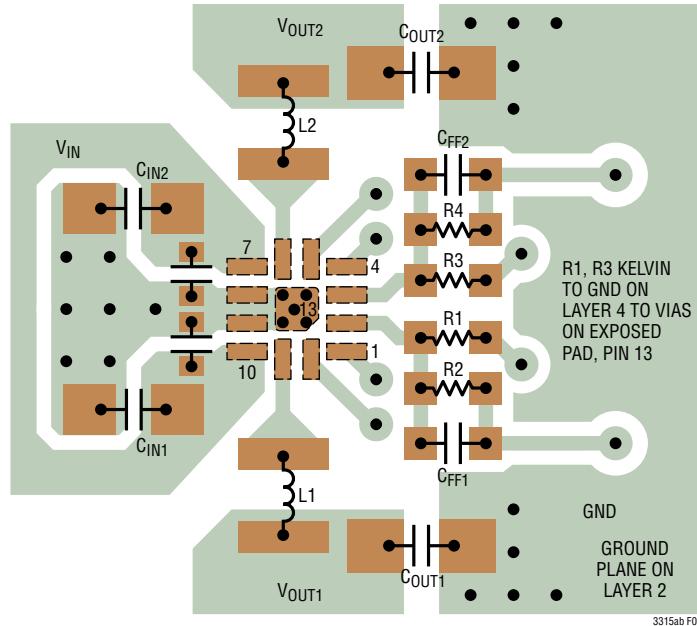 VOUT2
COUT2
L2
VIN
CIN2
CFF2
R4
7
4
R3
13
R1, R3 KELVIN
TO GND ON
LAYER 4 TO VIAS
ON EXPOSED
PAD, PIN 13
R1
10
1
R2
CIN1
CFF1
L1
GND
GROUND
PLANE ON
LAYER 2
COUT1
VOUT1
3315ab F0